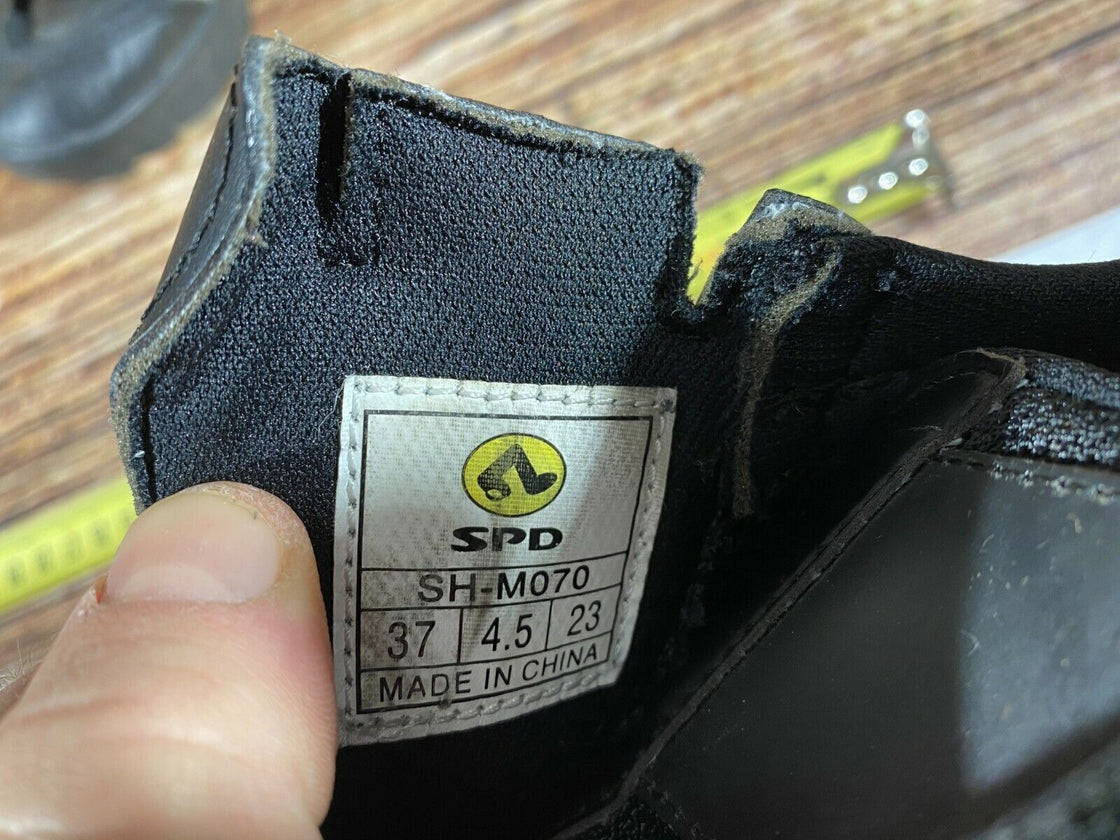 SPD
SH-M070
37 4.5 23
MADE IN CHINA